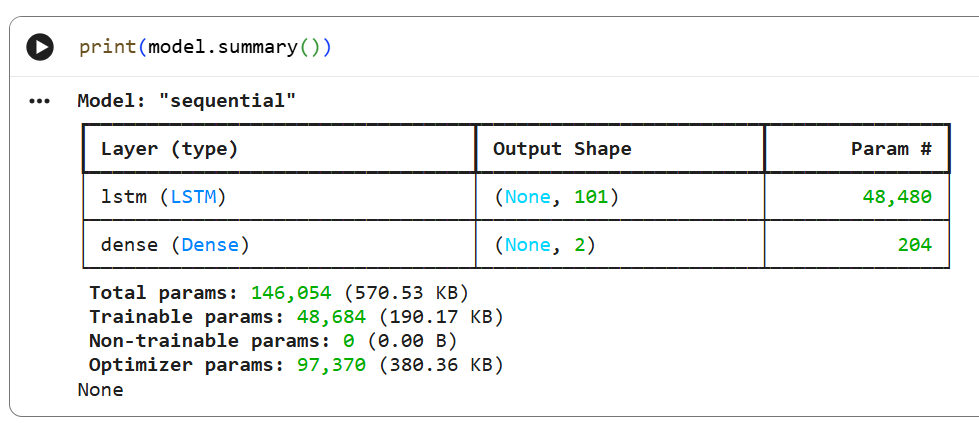 print(model.summary())
Model: "sequential"
Layer (type) Output Shape Param #
lstm (LSTM) (None, 101) 48,480
dense (Dense) (None, 2) 204
Total params: 146,054 (570.53 KB)
Trainable params: 48,684 (190.17 KB)
Non-trainable params: 0 (0.00 B)
Optimizer params: 97,370 (380.36 KB)
None